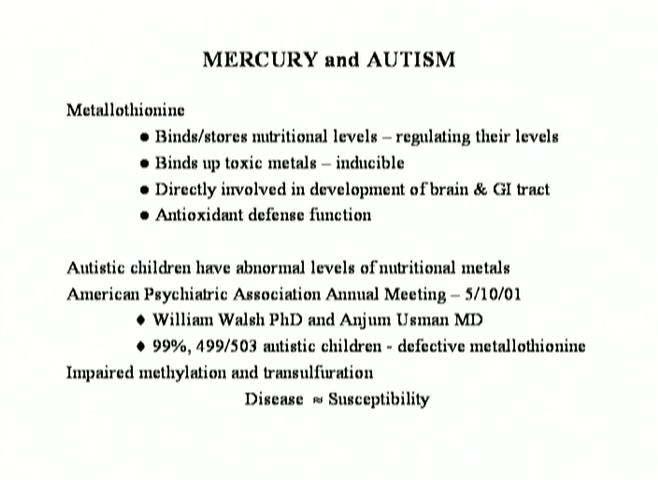 MERCURY and AUTISM
Metallothionine
● Binds/stores nutritional levels – regulating their levels
● Binds up toxic metals – inducible
● Directly involved in development of brain & GI tract
● Antioxidant defense function
Autistic children have abnormal levels of nutritional metals
American Psychiatric Association Annual Meeting – 5/10/01
♦ William Walsh PhD and Anjum Usman MD
♦ 99%, 499/503 autistic children - defective metallothionine
Impaired methylation and transulfuration
Disease ≈ Susceptibility